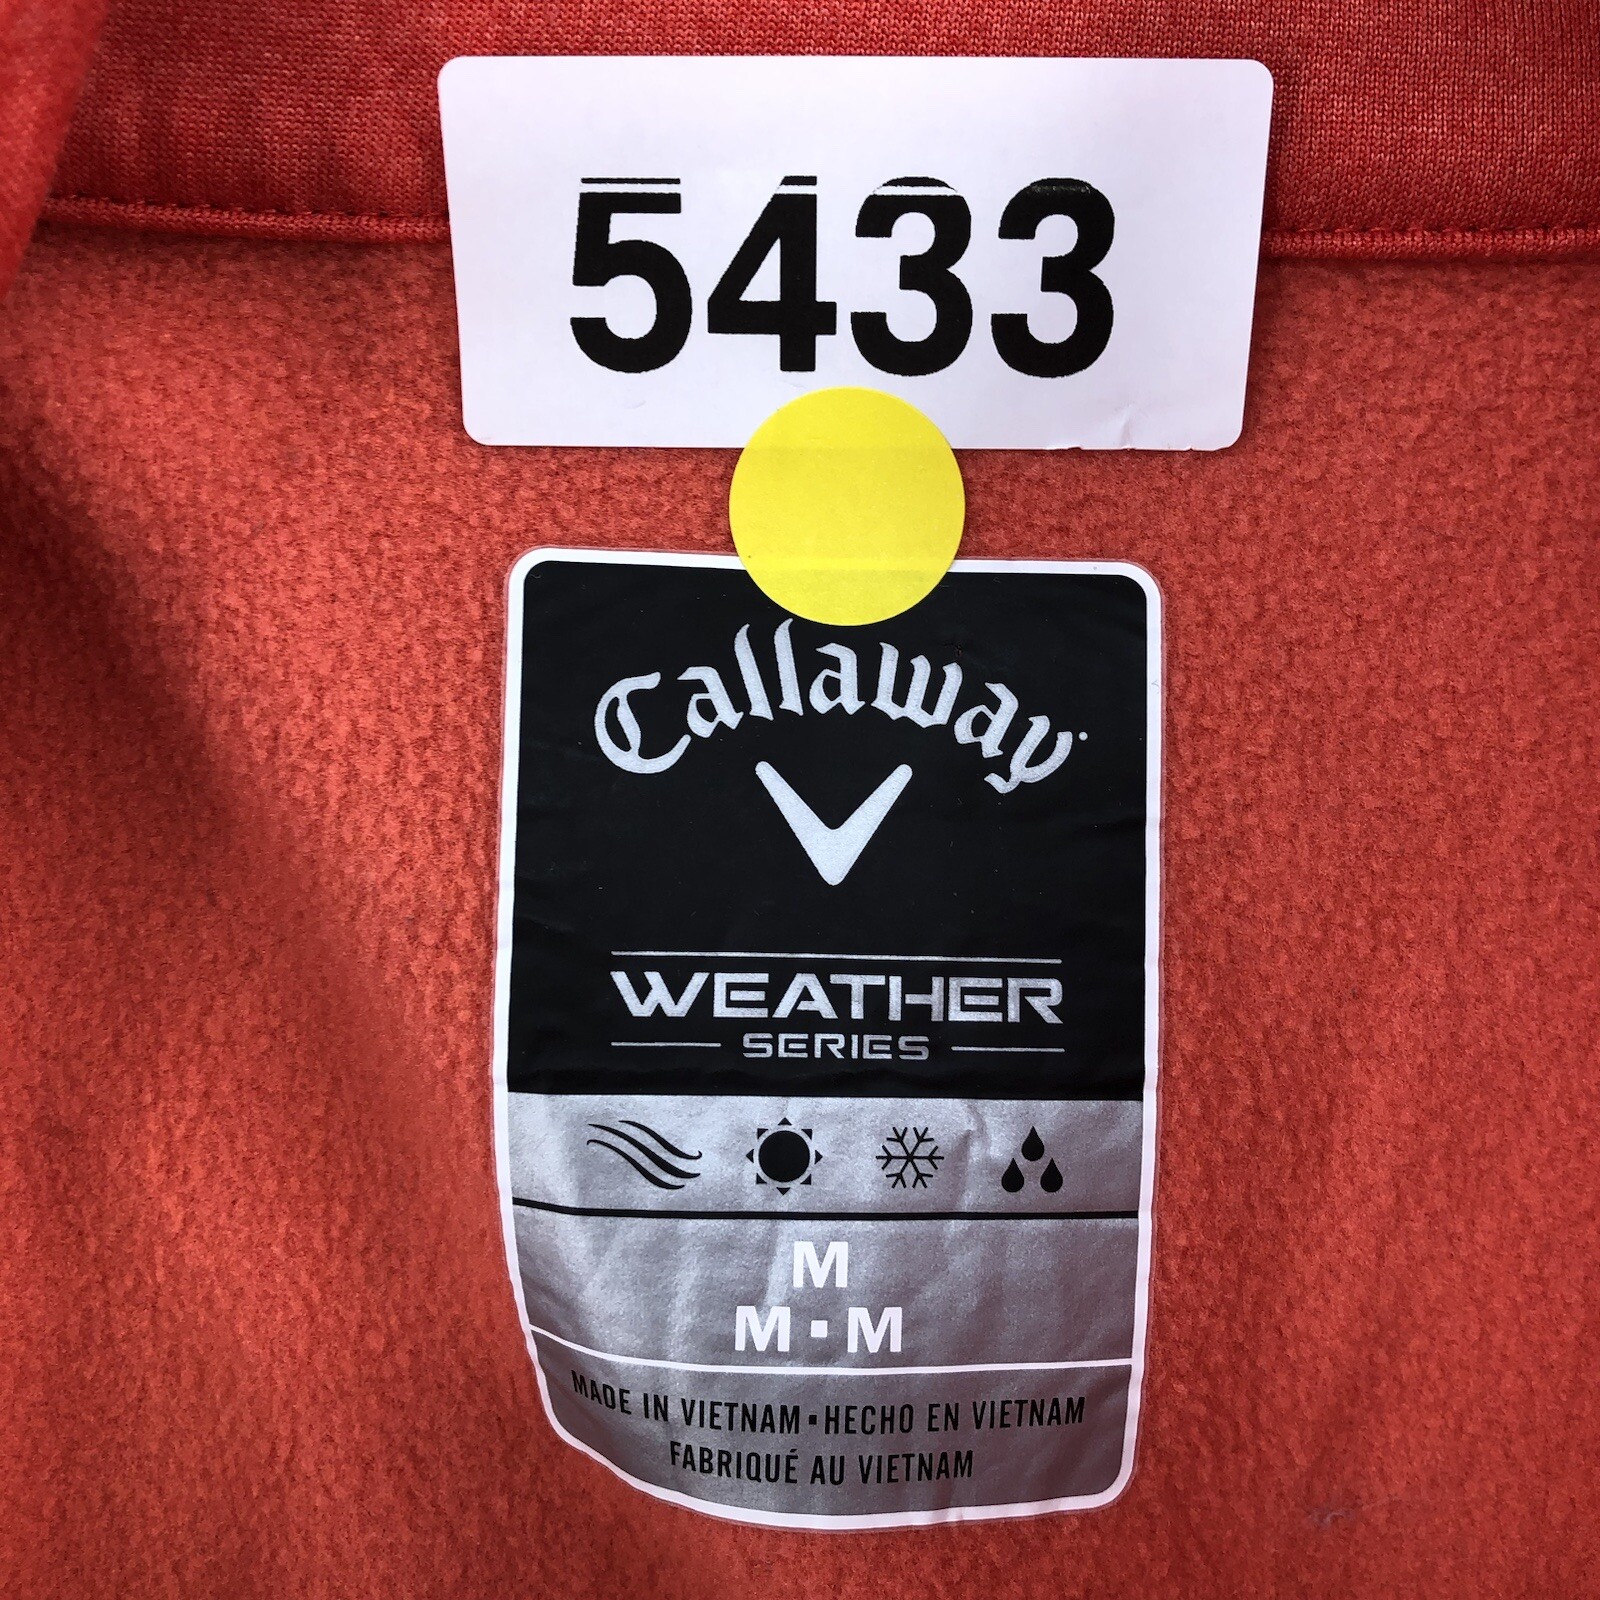 5433
Callaway
WEATHER
SERIES
M
M▪M
MADE IN VIETNAM▪HECHO EN VIETNAM
FABRIQUÉ AU VIETNAM